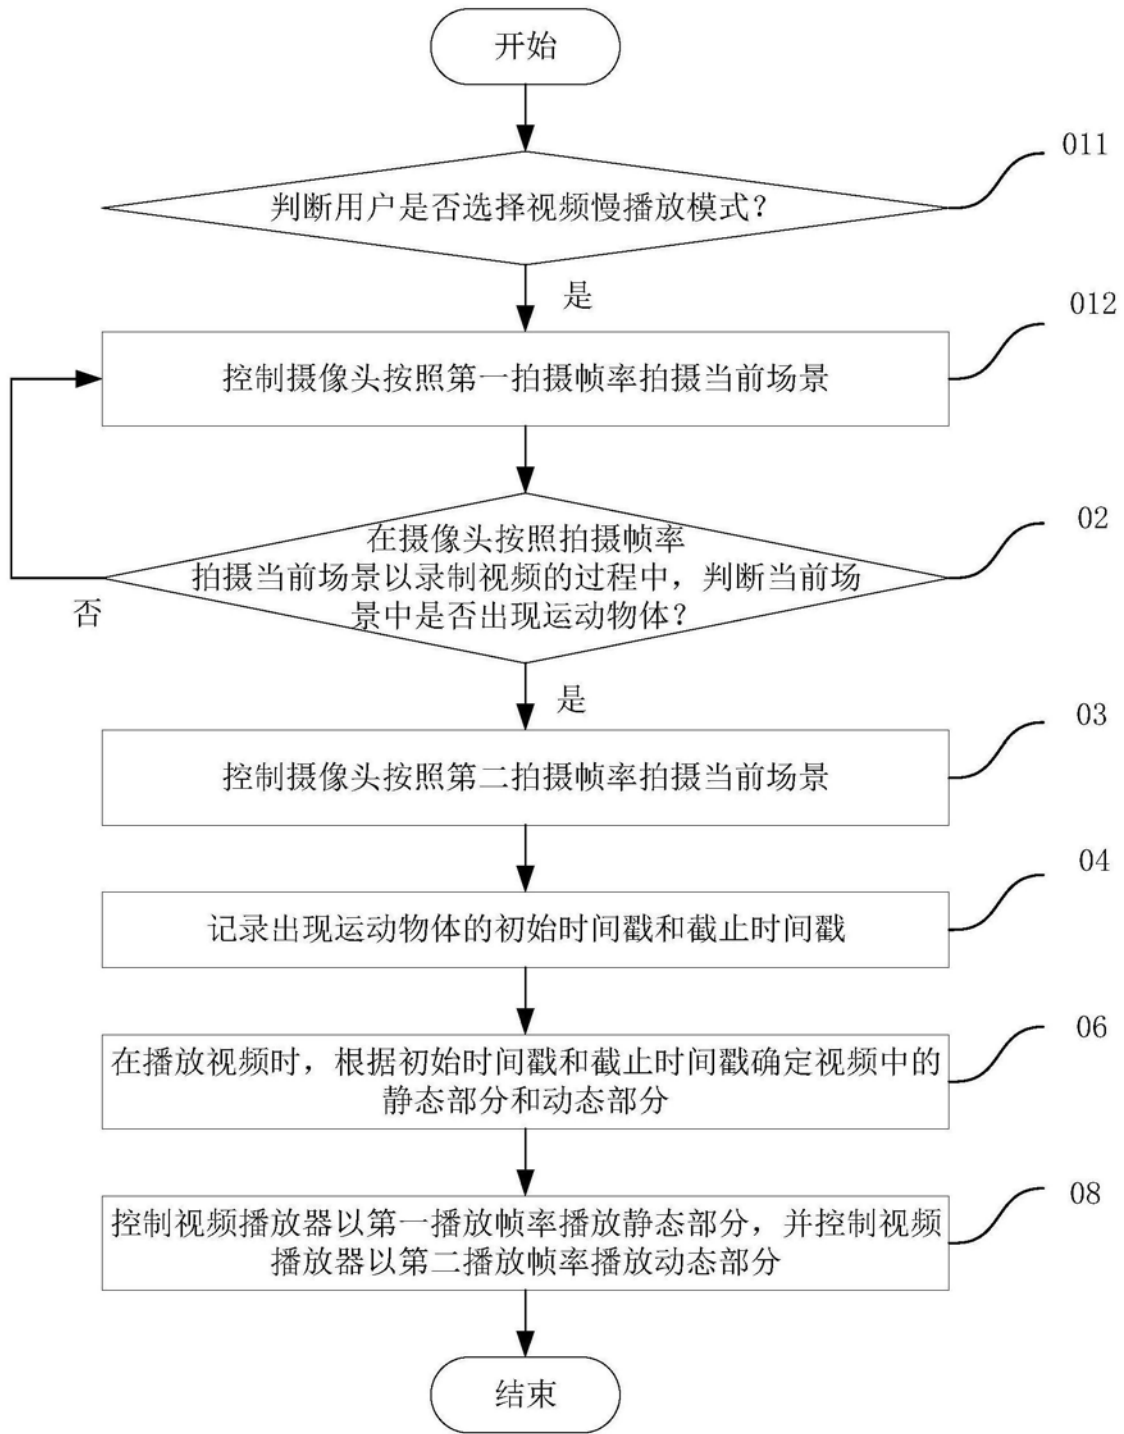 开始
011
判断用户是否选择视频慢播放模式？
是
012
控制摄像头按照第一拍摄帧率拍摄当前场景
02
在摄像头按照拍摄帧率
拍摄当前场景以录制视频的过程中，判断当前场
景中是否出现运动物体？
否
是
03
控制摄像头按照第二拍摄帧率拍摄当前场景
04
记录出现运动物体的初始时间戳和截止时间戳
06
在播放视频时，根据初始时间戳和截止时间戳确定视频中的
静态部分和动态部分
08
控制视频播放器以第一播放帧率播放静态部分，并控制视频
播放器以第二播放帧率播放动态部分
结束